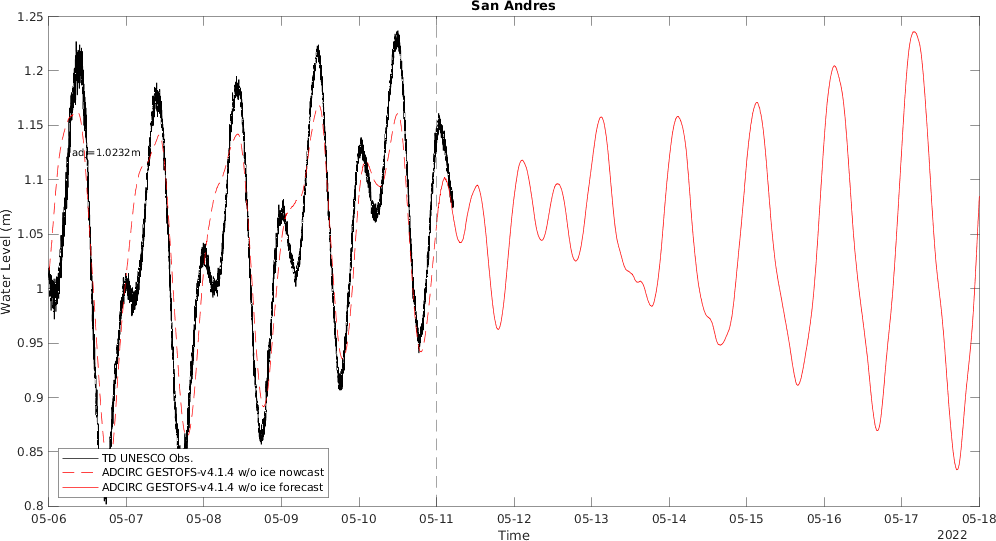 San Andres
Water Level (m)
1.25
1.2
1.15
1.1
1.05
1
0.95
0.9
0.85
0.8
adj=1.0232m
TD UNESCO Obs.
ADCIRC GESTOFS-v4.1.4 w/o ice nowcast
ADCIRC GESTOFS-v4.1.4 w/o ice forecast
05-06 05-07 05-08 05-09 05-10 05-11 05-12 05-13 05-14 05-15 05-16 05-17 05-18
Time
2022